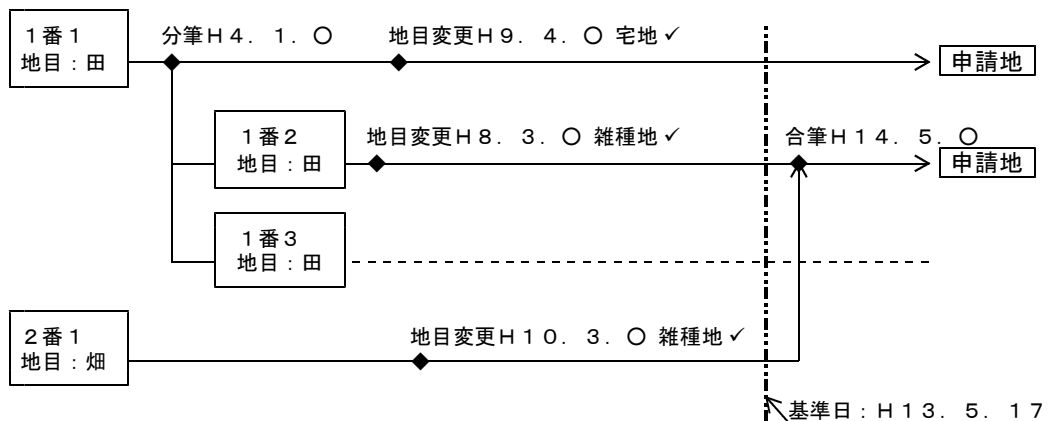 １番１
地目：田
分筆Ｈ４．１．〇
地目変更Ｈ９．４．〇 宅地✓
申請地
１番２
地目：田
地目変更Ｈ８．３．〇 雑種地✓
合筆Ｈ１４．５．〇
申請地
１番３
地目：田
２番１
地目：畑
地目変更Ｈ１０．３．〇 雑種地✓
基準日：Ｈ１３．５．１７